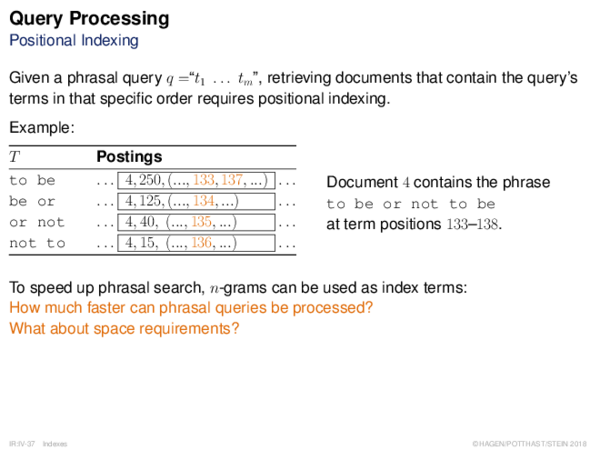 Query Processing
Positional Indexing
Given a phrasal query q =“t1 … tm”, retrieving documents that contain the query’s
terms in that specific order requires positional indexing.
Example:
T Postings
to be … 4, 250, (..., 133, 137, ...) …
be or … 4, 125, (..., 134, ...) …
or not … 4, 40, (..., 135, ...) …
not to … 4, 15, (..., 136, ...) …
Document 4 contains the phrase
to be or not to be
at term positions 133–138.
To speed up phrasal search, n-grams can be used as index terms:
How much faster can phrasal queries be processed?
What about space requirements?
IR:IV-37 Indexes
©HAGEN/POTTHAST/STEIN 2018